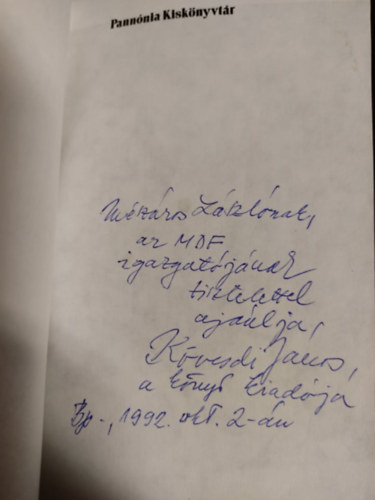 Pannónia Kiskönyvtár
Mészáros Lászlónak,
az MDF
igazgatójának
tisztelettel
ajánlja,
Kövesdi János,
a könyv kiadója
Bp-, 1992. okt. 2-án